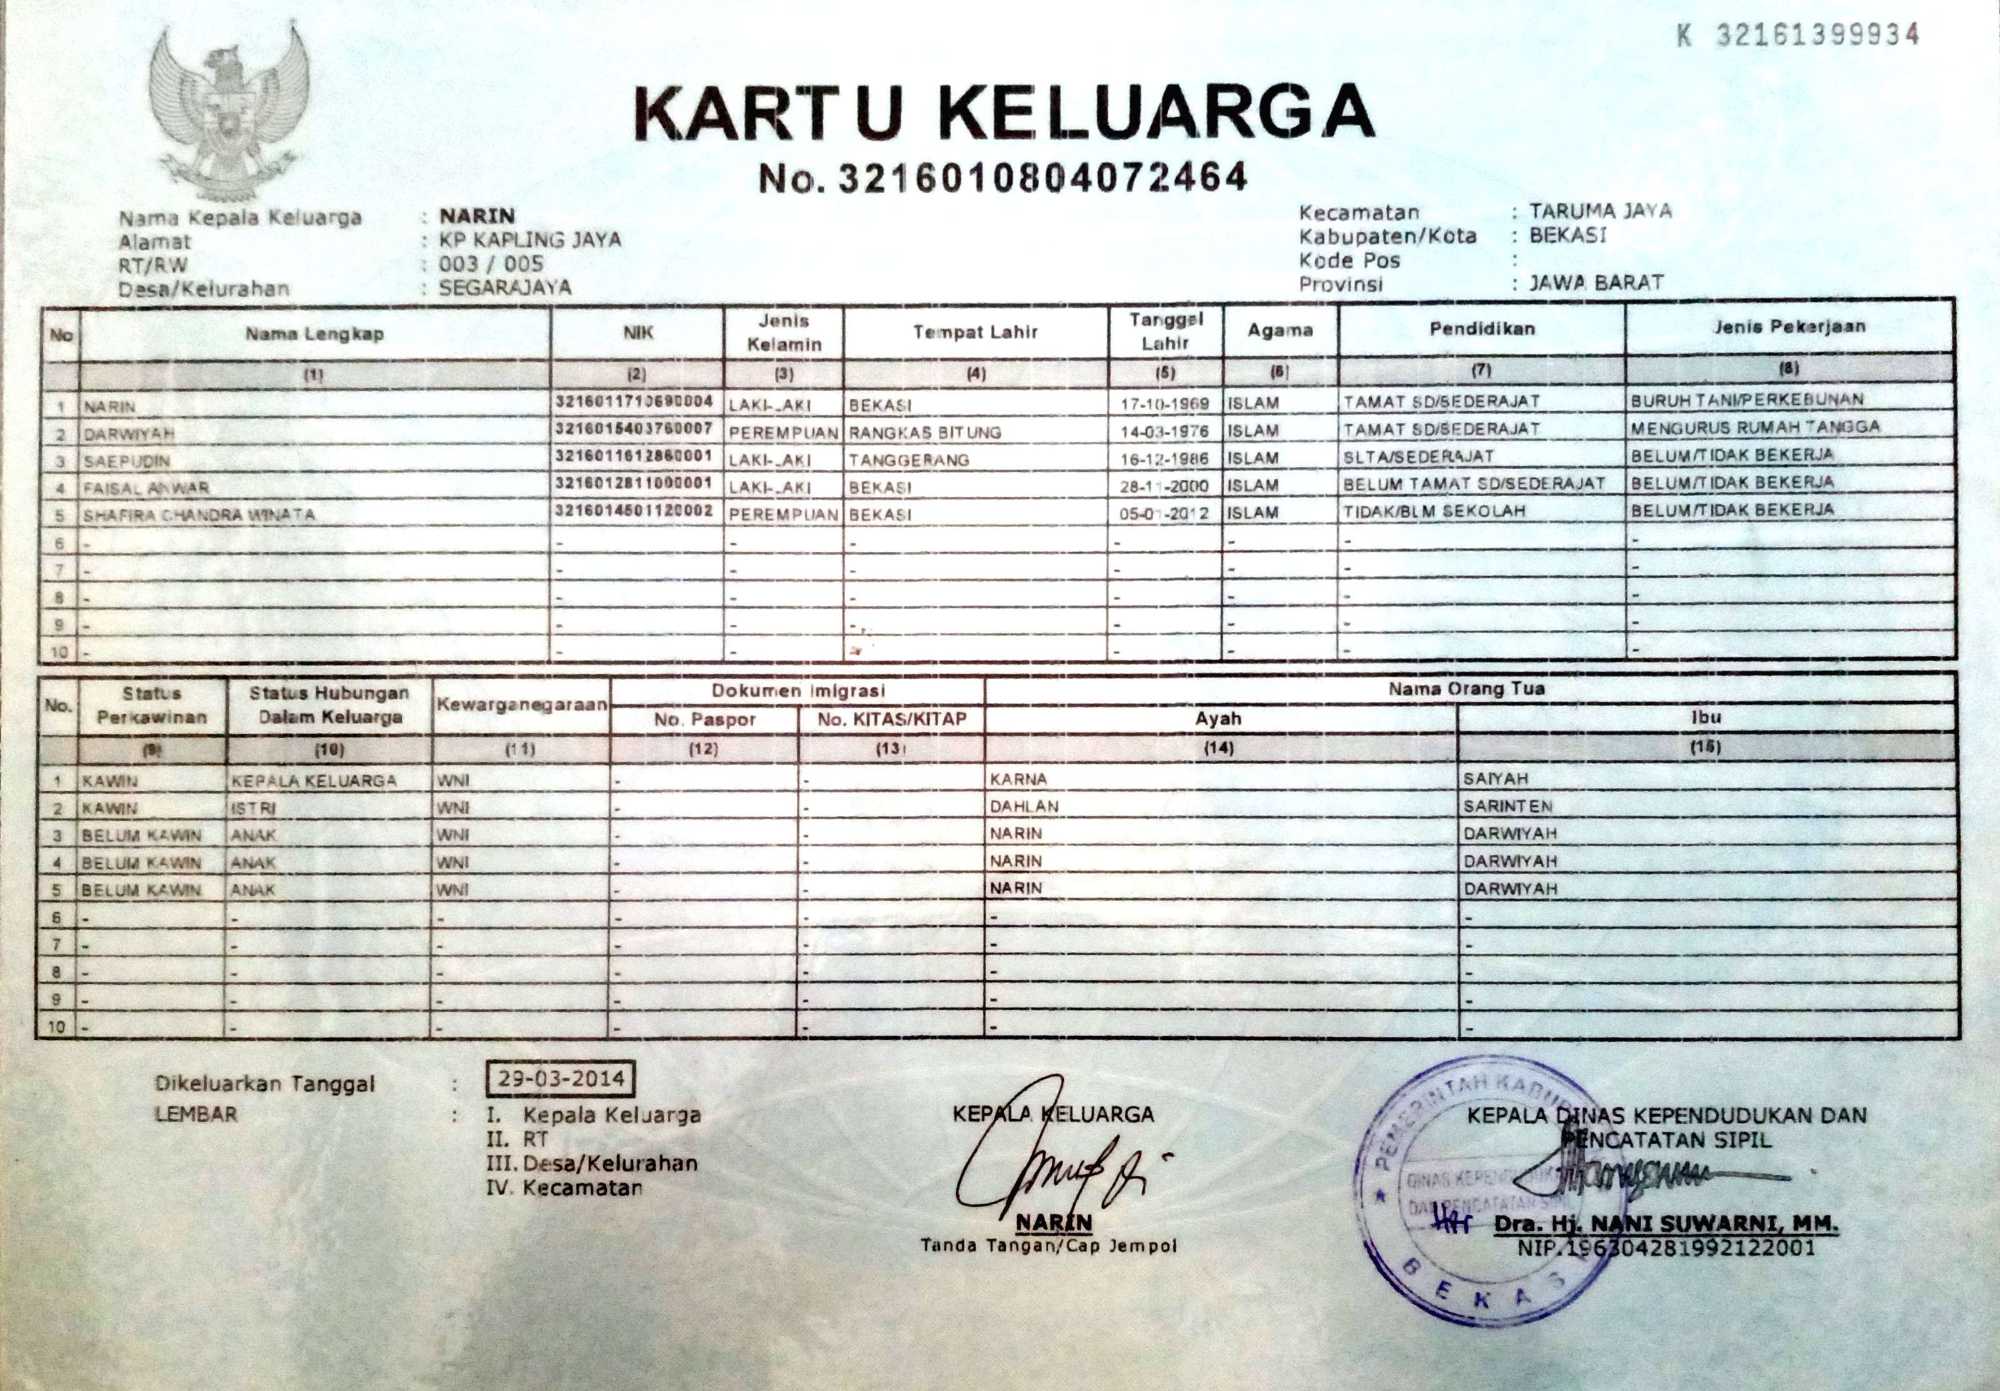 K 32161399934
KARTU KELUARGA
No. 3216010804072464
Nama Kepala Keluarga : NARIN
Alamat : KP KAPLING JAYA
RT/RW : 003 / 005
Desa/Kelurahan : SEGARAJAYA
Kecamatan : TARUMA JAYA
Kabupaten/Kota : BEKASI
Kode Pos :
Provinsi : JAWA BARAT
No Nama Lengkap NIK Jenis Kelamin Tempat Lahir Tanggal Lahir Agama Pendidikan Jenis Pekerjaan
(1) (2) (3) (4) (5) (6) (7) (8)
1 NARIN 3216011710690004 LAKI-LAKI BEKASI 17-10-1969 ISLAM TAMAT SD/SEDERAJAT BURUH TANI/PERKEBUNAN
2 DARWIYAH 3216015403760007 PEREMPUAN RANGKAS BITUNG 14-03-1976 ISLAM TAMAT SD/SEDERAJAT MENGURUS RUMAH TANGGA
3 SAEPUDIN 3216011612860001 LAKI-LAKI TANGGERANG 16-12-1986 ISLAM SLTA/SEDERAJAT BELUM/TIDAK BEKERJA
4 FAISAL ANWAR 3216012811000001 LAKI-LAKI BEKASI 28-11-2000 ISLAM BELUM TAMAT SD/SEDERAJAT BELUM/TIDAK BEKERJA
5 SHAFIRA CHANDRA WINATA 3216014501120002 PEREMPUAN BEKASI 05-01-2012 ISLAM TIDAK/BLM SEKOLAH BELUM/TIDAK BEKERJA
6 - - - - - - - -
7 - - - - - - - -
8 - - - - - - - -
9 - - - - - - - -
10 - - - - - - - -
No. Status Perkawinan Status Hubungan Dalam Keluarga Kewarganegaraan Dokumen Imigrasi Nama Orang Tua
No. Paspor No. KITAS/KITAP Ayah Ibu
(9) (10) (11) (12) (13) (14) (15)
1 KAWIN KEPALA KELUARGA WNI - - KARNA SAIYAH
2 KAWIN ISTRI WNI - - DAHLAN SARINTEN
3 BELUM KAWIN ANAK WNI - - NARIN DARWIYAH
4 BELUM KAWIN ANAK WNI - - NARIN DARWIYAH
5 BELUM KAWIN ANAK WNI - - NARIN DARWIYAH
6 - - - - - - -
7 - - - - - - -
8 - - - - - - -
9 - - - - - - -
10 - - - - - - -
Dikeluarkan Tanggal : 29-03-2014
LEMBAR : I. Kepala Keluarga
II. RT
III. Desa/Kelurahan
IV. Kecamatan
KEPALA KELUARGA
NARIN
Tanda Tangan/Cap Jempol
KEPALA DINAS KEPENDUDUKAN DAN
PENCATATAN SIPIL
Dra. Hj. NANI SUWARNI, MM.
NIP.196304281992122001
PEMERINTAH
DAN PENCATATAN SIPIL
BEKASI